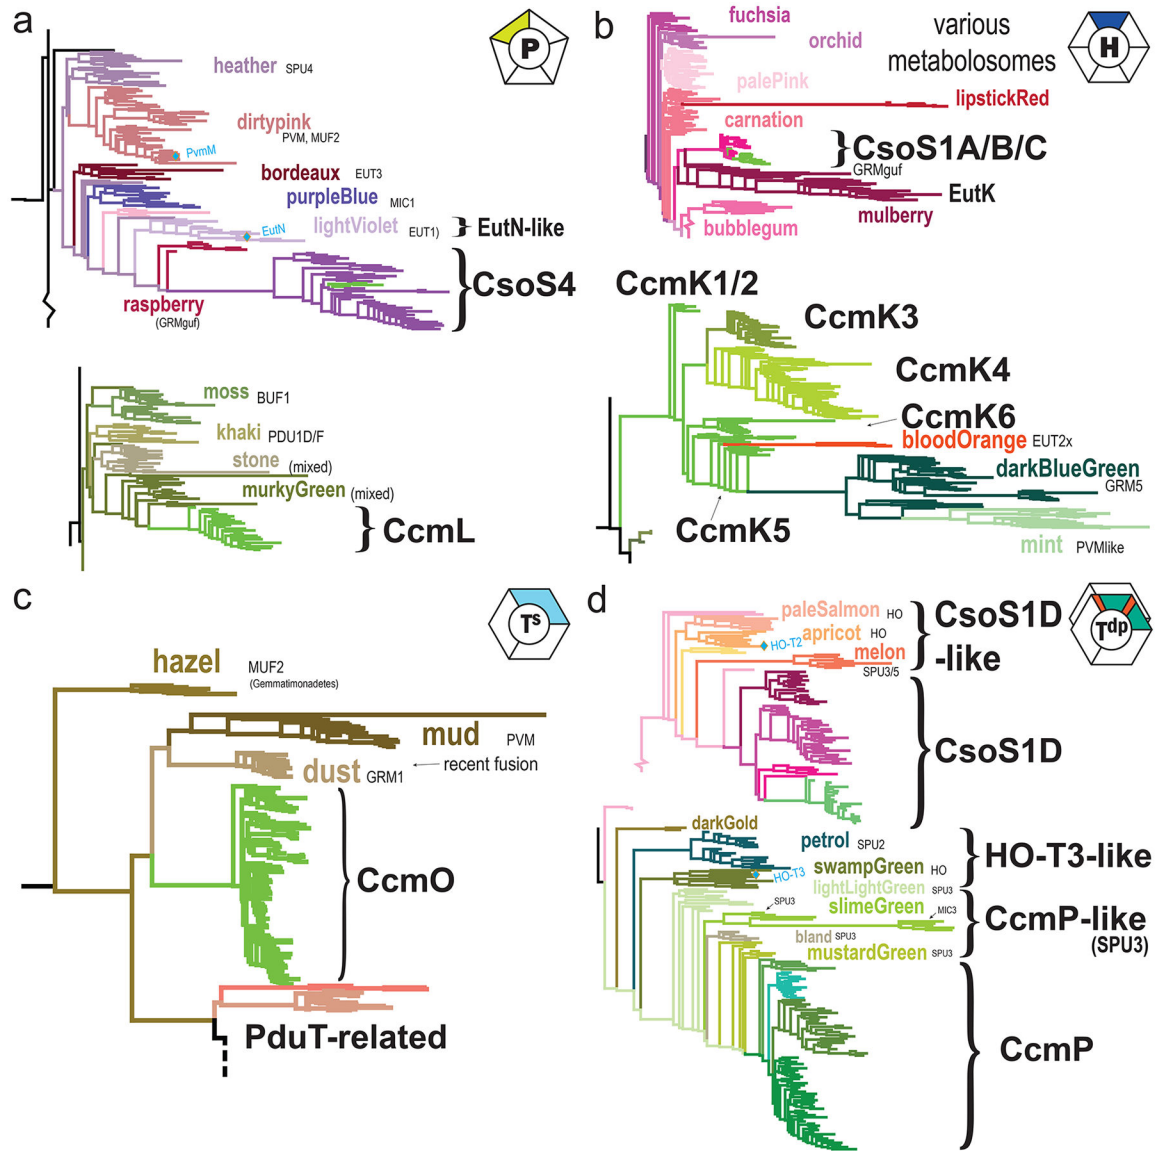 a
P
heather SPU4
dirtypink
PVM, MUF2
PvmM
bordeaux EUT3
purpleBlue MIC1
lightViolet EUT1)
EutN
EutN-like
CsoS4
raspberry
(GRMguf)
moss BUF1
khaki PDU1D/F
stone (mixed)
murkyGreen (mixed)
CcmL
b
fuchsia
orchid
various
metabolosomes
H
palePink
lipstickRed
carnation
CsoS1A/B/C
GRMguf
EutK
mulberry
bubblegum
CcmK1/2
CcmK3
CcmK4
CcmK6
bloodOrange EUT2x
darkBlueGreen
GRM5
CcmK5
mint PVMlike
c
Ts
hazel MUF2
(Gemmatimonadetes)
mud PVM
dust GRM1
recent fusion
CcmO
PduT-related
d
paleSalmon HO
apricot HO
HO-T2
melon
SPU3/5
CsoS1D
-like
Tdp
CsoS1D
darkGold
petrol SPU2
swampGreen HO
HO-T3
HO-T3-like
lightLightGreen SPU3
SPU3
slimeGreen
MIC3
CcmP-like
(SPU3)
bland SPU3
mustardGreen SPU3
CcmP